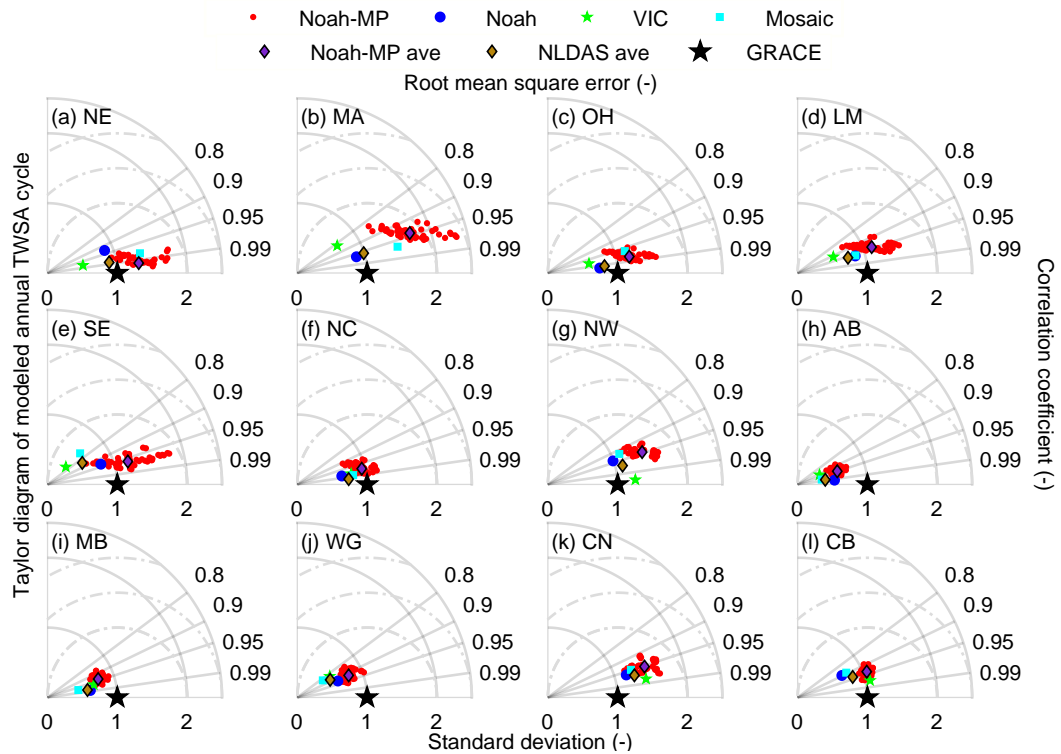 Noah-MP Noah VIC Mosaic
Noah-MP ave NLDAS ave GRACE
Root mean square error (-)
Taylor diagram of modeled annual TWSA cycle
(a) NE
0.8
0.9
0.95
0.99
0 1 2
(b) MA
0.8
0.9
0.95
0.99
0 1 2
(c) OH
0.8
0.9
0.95
0.99
0 1 2
(d) LM
0.8
0.9
0.95
0.99
0 1 2
(e) SE
0.8
0.9
0.95
0.99
0 1 2
(f) NC
0.8
0.9
0.95
0.99
0 1 2
(g) NW
0.8
0.9
0.95
0.99
0 1 2
(h) AB
0.8
0.9
0.95
0.99
0 1 2
(i) MB
0.8
0.9
0.95
0.99
0 1 2
(j) WG
0.8
0.9
0.95
0.99
0 1 2
(k) CN
0.8
0.9
0.95
0.99
0 1 2
(l) CB
0.8
0.9
0.95
0.99
0 1 2
Correlation coefficient (-)
Standard deviation (-)